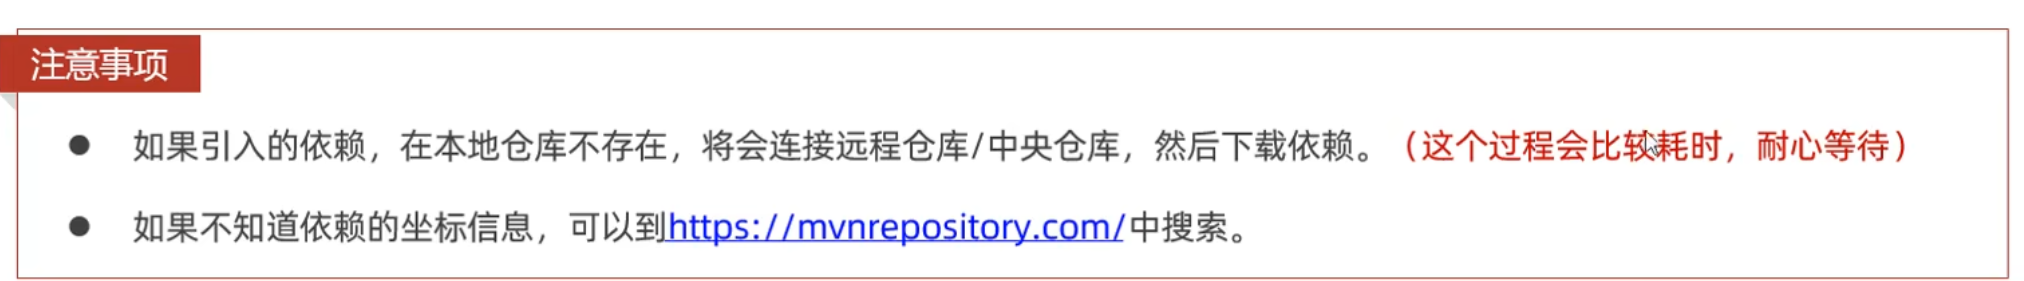 注意事项
● 如果引入的依赖，在本地仓库不存在，将会连接远程仓库/中央仓库，然后下载依赖。（这个过程会比较耗时，耐心等待）
● 如果不知道依赖的坐标信息，可以到https://mvnrepository.com/中搜索。